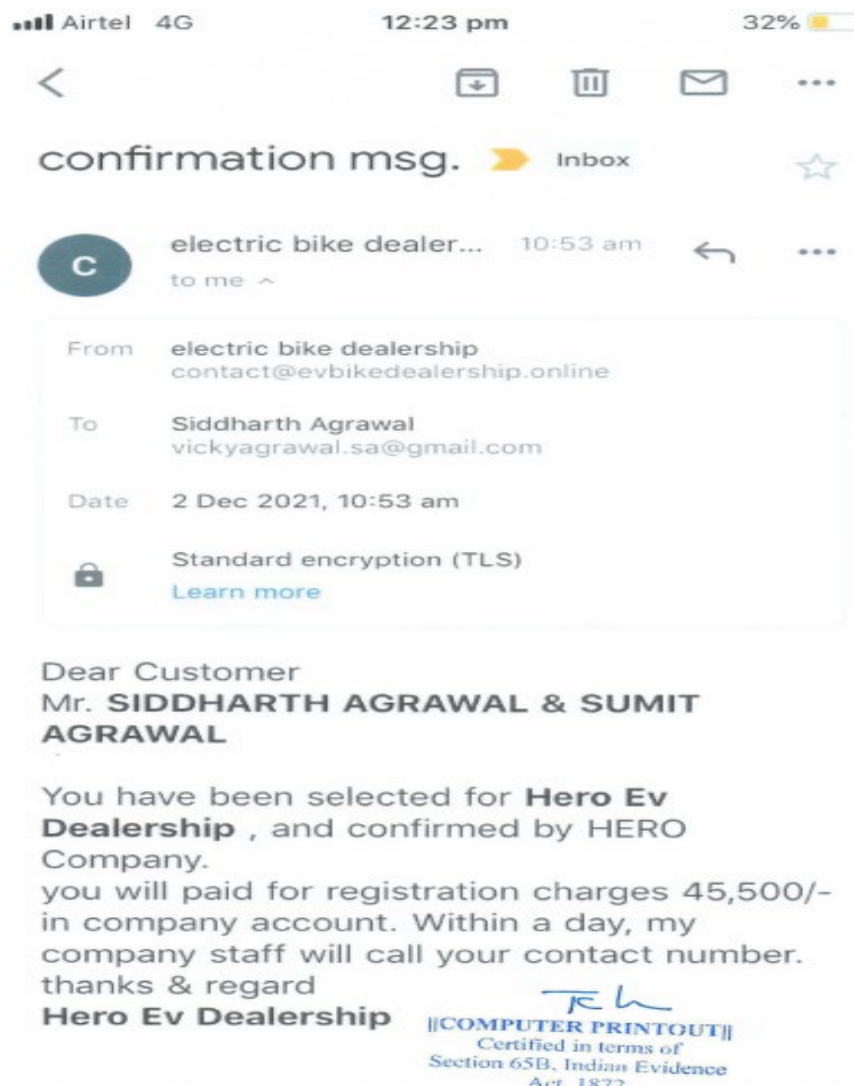 Airtel 4G 12:23 pm 32%
confirmation msg. Inbox
C
electric bike dealer... 10:53 am
to me
From electric bike dealership
contact@evbikedealership.online
To Siddharth Agrawal
vickyagrawal.sa@gmail.com
Date 2 Dec 2021, 10:53 am
Standard encryption (TLS)
Learn more
Dear Customer
Mr. SIDDHARTH AGRAWAL & SUMIT
AGRAWAL
You have been selected for Hero Ev
Dealership , and confirmed by HERO
Company.
you will paid for registration charges 45,500/-
in company account. Within a day, my
company staff will call your contact number.
thanks & regard
Hero Ev Dealership
||COMPUTER PRINTOUT||
Certified in terms of
Section 65B, Indian Evidence
Act, 1872